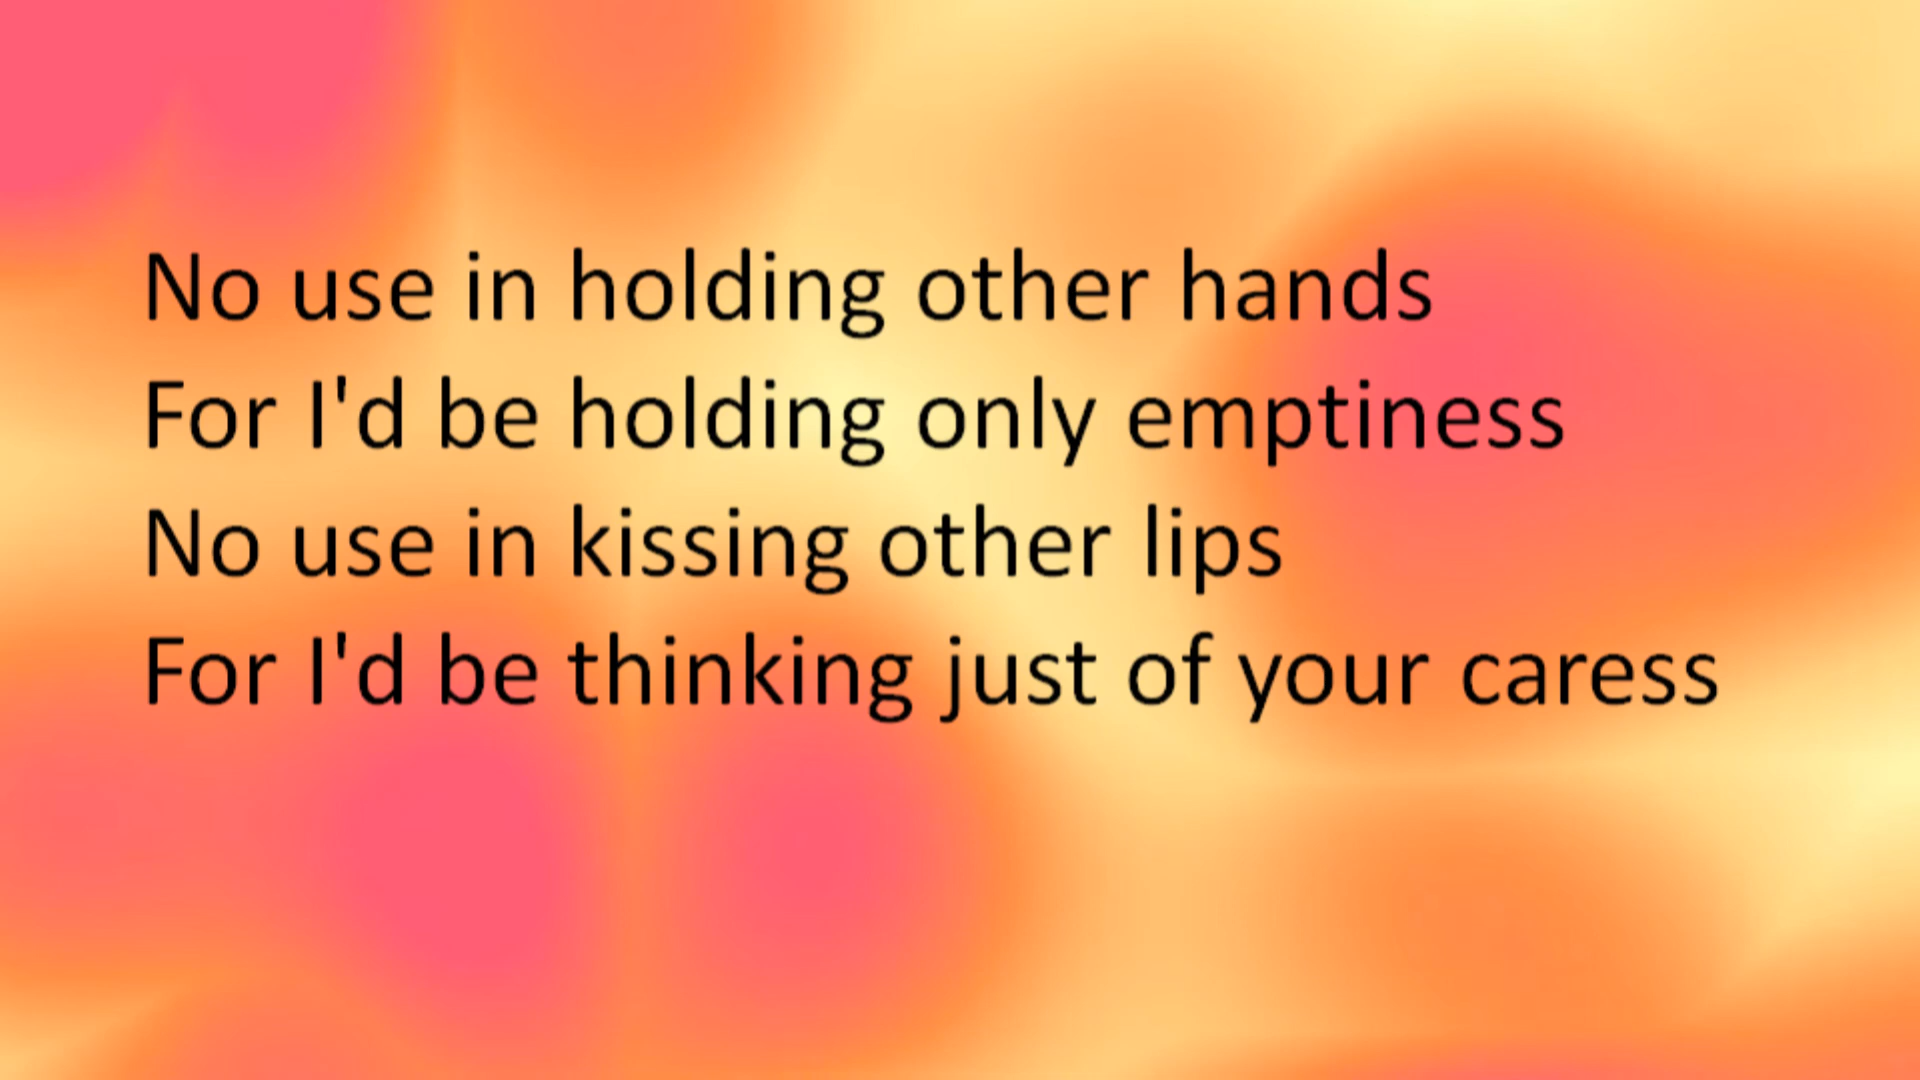 No use in holding other hands
For I'd be holding only emptiness
No use in kissing other lips
For I'd be thinking just of your caress